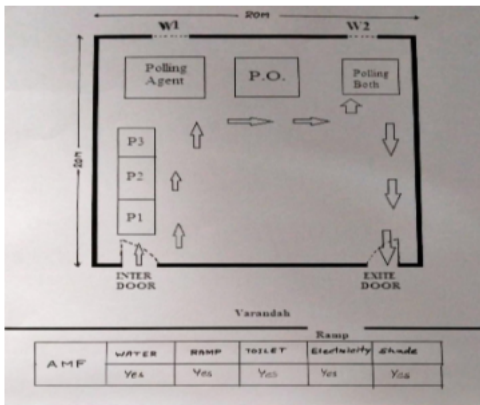 20M
W1
W2
20M
Polling
Agent
P.O.
Polling
Both
P3
P2
P1
INTER
DOOR
EXITE
DOOR
Varandah
Ramp
AMF
WATER RAMP TOILET Electricity Shade
Yes Yes Yes Yes Yes